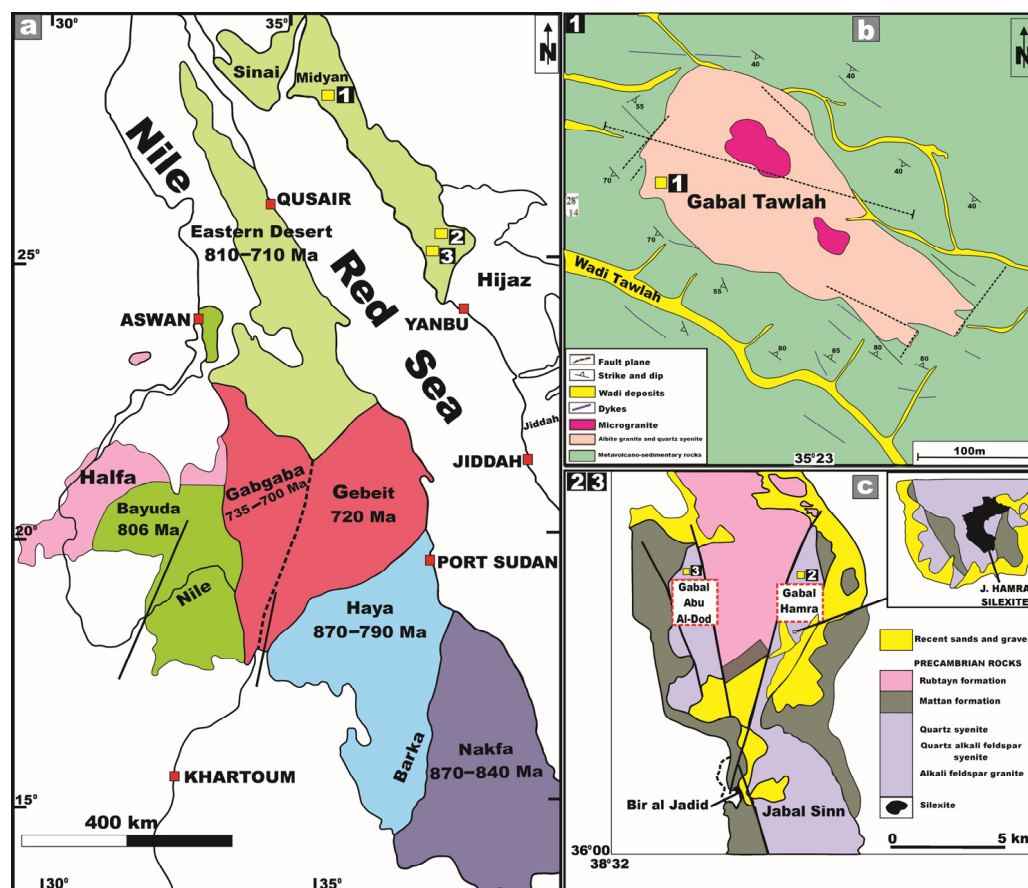 a
30°
35°
N
Sinai
Midyan
1
Nile
QUSAIR
Eastern Desert
810–710 Ma
2
3
25°
Red
Sea
Hijaz
YANBU
ASWAN
Jiddah
JIDDAH
Halfa
Gabgaba
735–700 Ma
Gebeit
720 Ma
Bayuda
806 Ma
20°
PORT SUDAN
Nile
Haya
870–790 Ma
Barka
Nakfa
870–840 Ma
KHARTOUM
15°
400 km
30°
35°
1
b
N
40
40
55
70
1
Gabal Tawlah
28°
14
40
40
70
Wadi Tawlah
55
80
85
80
80
Fault plane
Strike and dip
Wadi deposits
Dykes
Microgranite
Albite granite and quartz syenite
Metavolcano-sedimentary rocks
35°23
100m
2 3
c
3
Gabal
Abu
Al-Dod
2
Gabal
Hamra
J. HAMRA
SILEXITE
Recent sands and grave
PRECAMBRIAN ROCKS
Rubtayn formation
Mattan formation
Quartz syenite
Quartz alkali feldspar
syenite
Alkali feldspar granite
Silexite
Bir al Jadid
Jabal Sinn
0 5 km
36°00
38°32